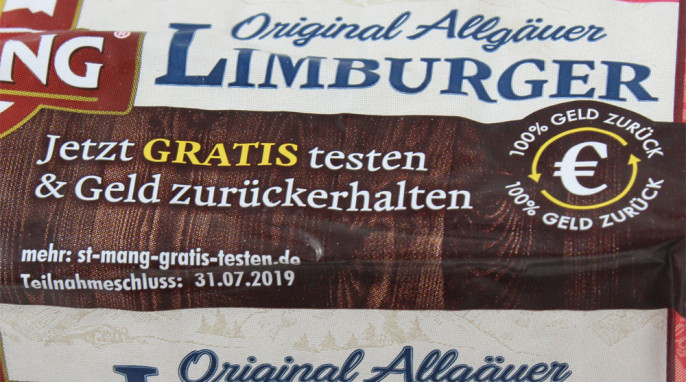 Original Allgäuer
ANG®
LIMBURGER
Jetzt GRATIS testen
& Geld zurückerhalten
100% GELD ZURÜCK
€
100% GELD ZURÜCK
mehr: st-mang-gratis-testen.de
Teilnahmeschluss: 31.07.2019
Original Allgäuer